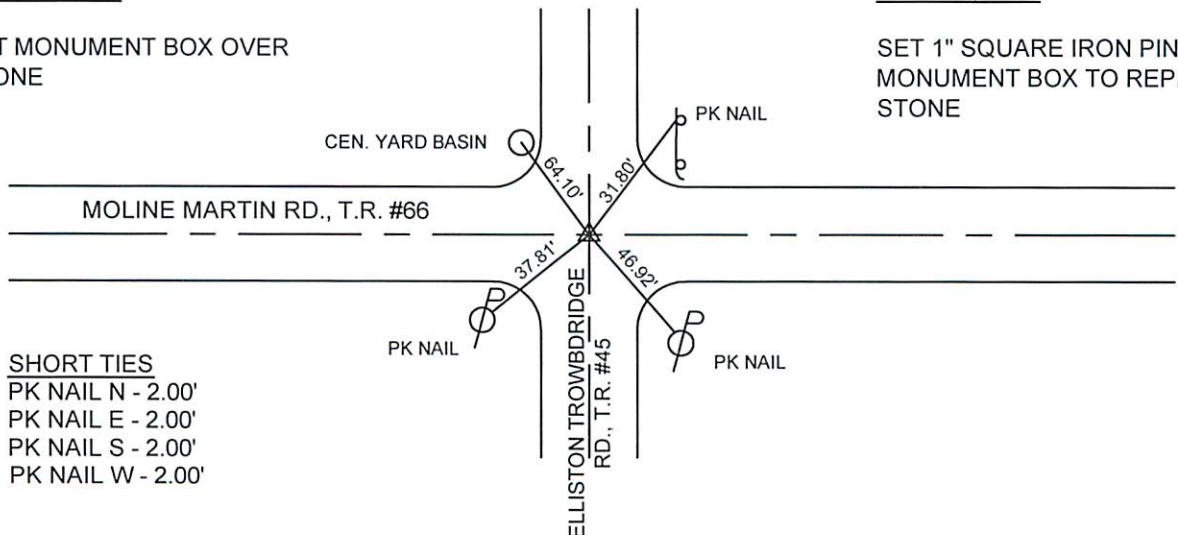 T MONUMENT BOX OVER
ONE
SET 1" SQUARE IRON PIN
MONUMENT BOX TO REP
STONE
CEN. YARD BASIN
PK NAIL
64.10'
31.80'
MOLINE MARTIN RD., T.R. #66
37.81'
46.92'
PK NAIL
PK NAIL
ELLISTON TROWBDRIDGE
RD., T.R. #45
SHORT TIES
PK NAIL N - 2.00'
PK NAIL E - 2.00'
PK NAIL S - 2.00'
PK NAIL W - 2.00'